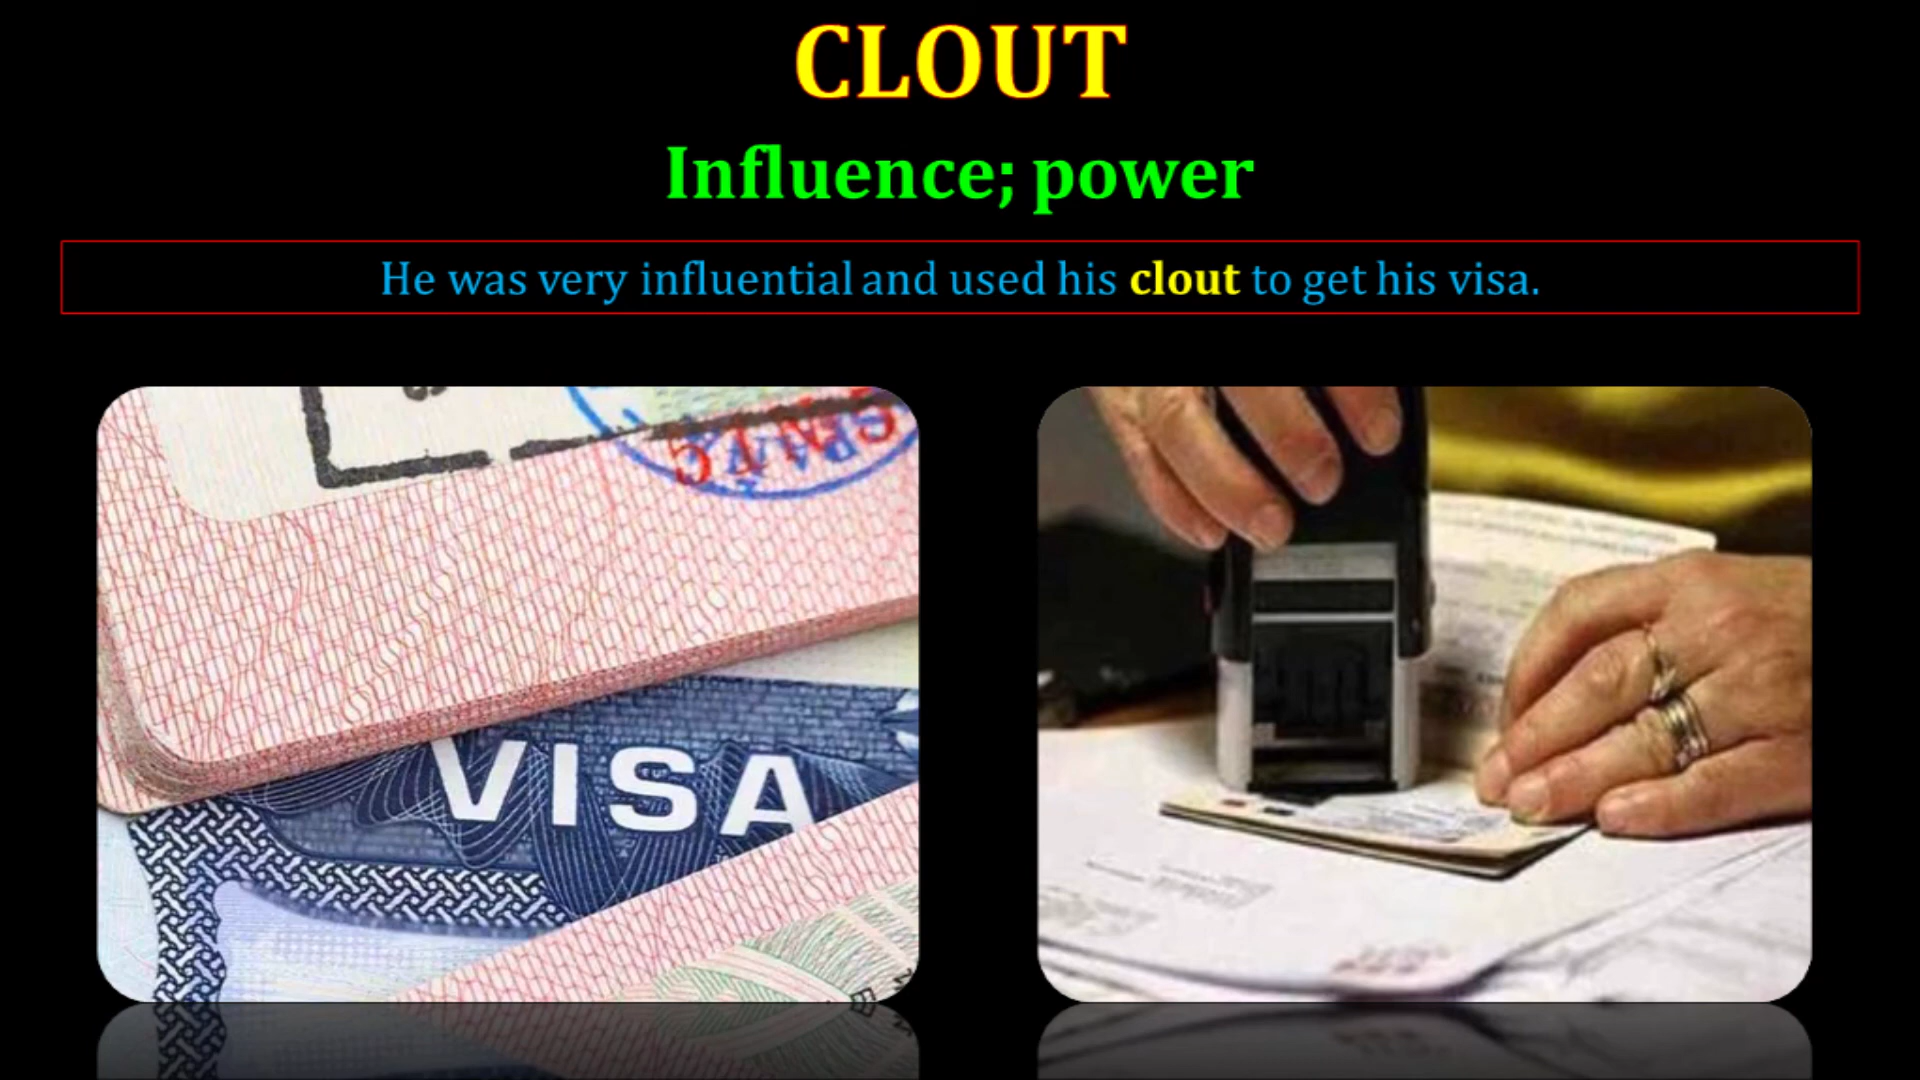 CLOUT
Influence; power
He was very influential and used his clout to get his visa.
VISA